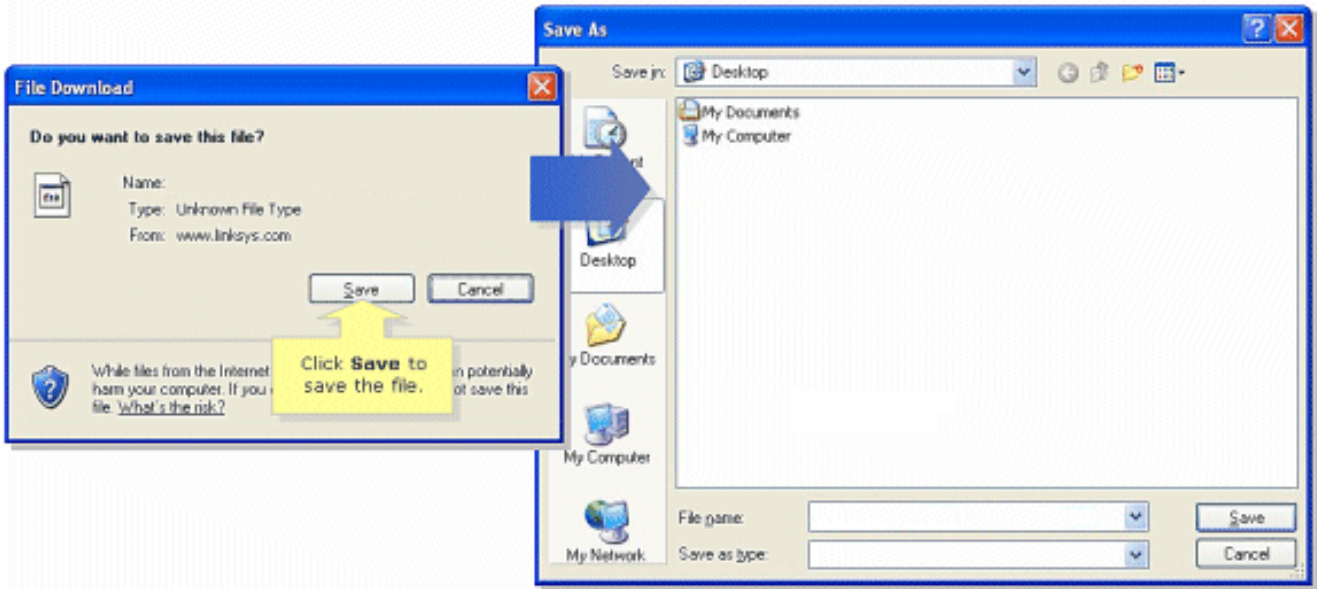 File Download
Do you want to save this file?
Name:
Type: Unknown File Type
From: www.linksys.com
Save Cancel
While files from the Internet n potentially
harm your computer. If you ot save this
file. What's the risk?
Click Save to
save the file.
Save As
Save in: Desktop
My Documents
My Computer
nt
Desktop
y Documents
My Computer
My Network
File name: Save
Save as type: Cancel